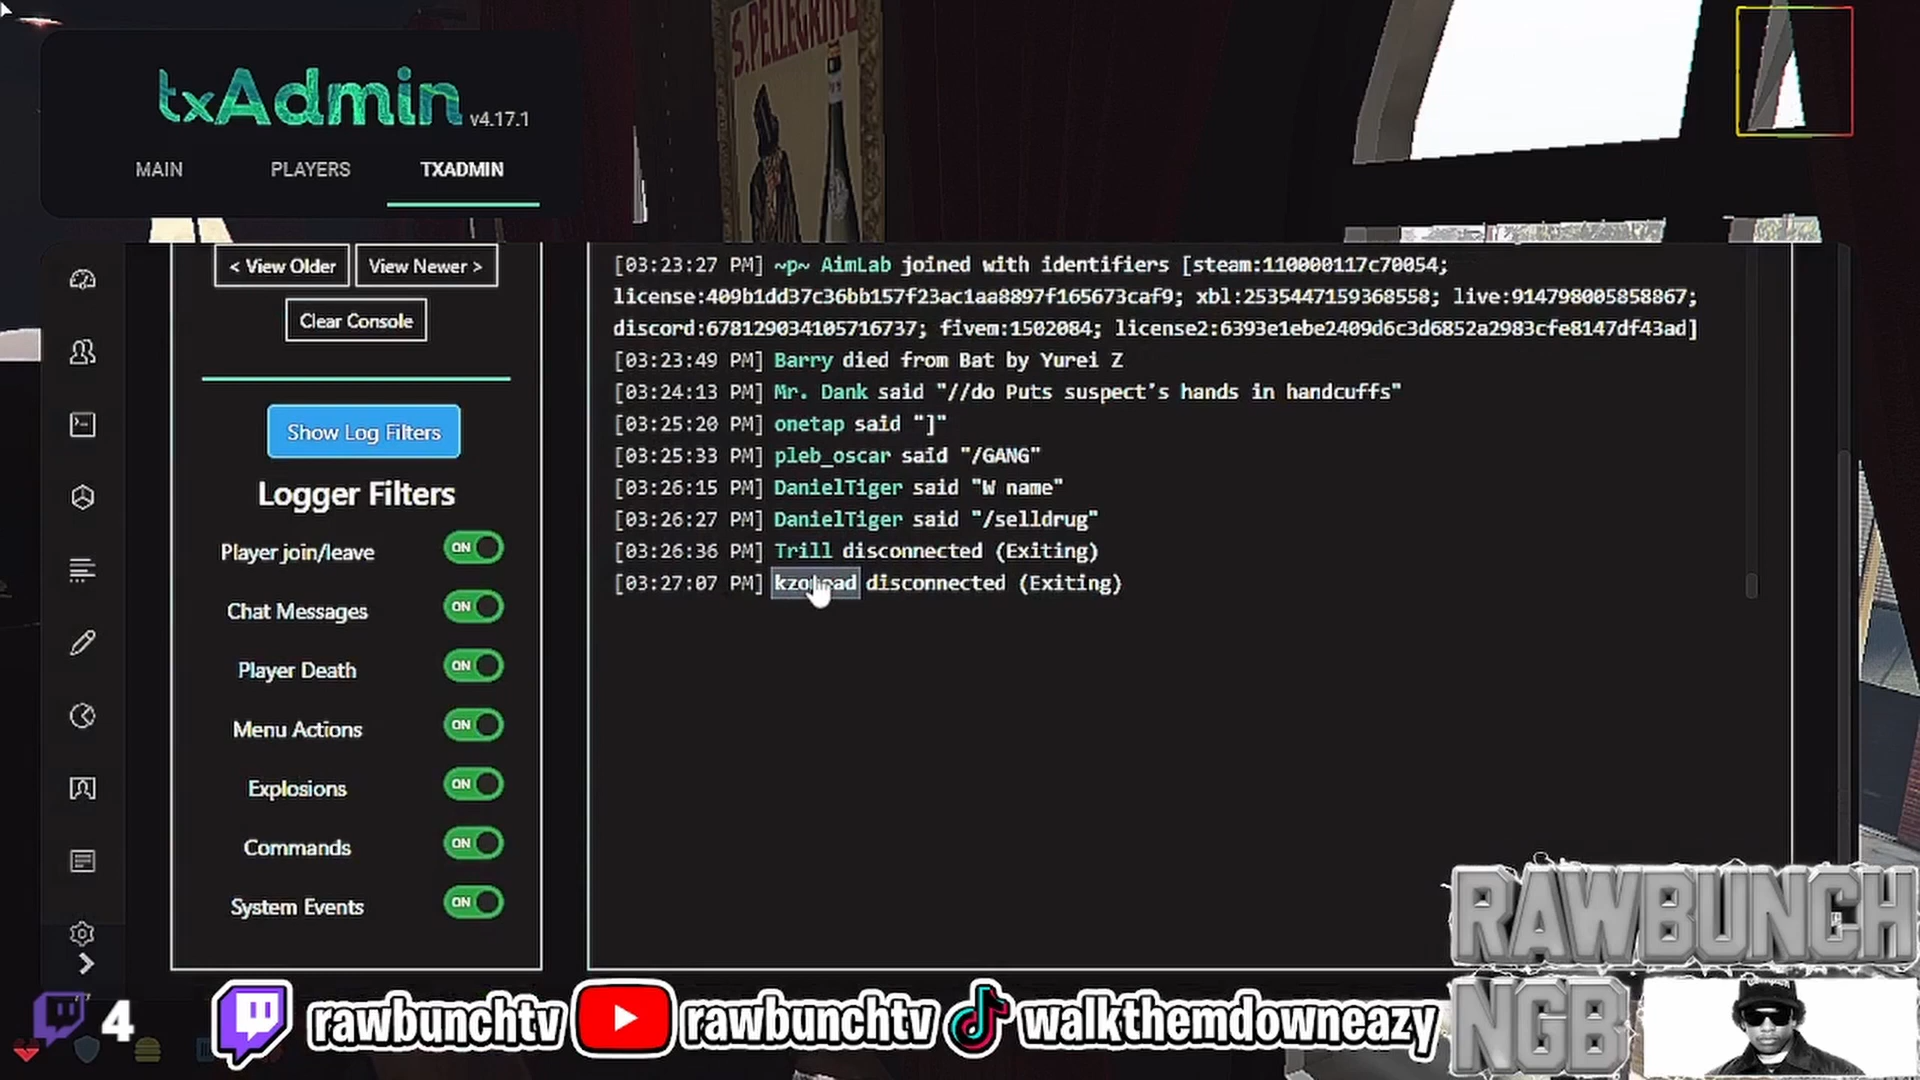 S.PELLEGRINO
txAdmin v4.17.1
MAIN PLAYERS TXADMIN
< View Older View Newer >
Clear Console
Show Log Filters
Logger Filters
Player join/leave ON
Chat Messages ON
Player Death ON
Menu Actions ON
Explosions ON
Commands ON
System Events ON
[03:23:27 PM] ~p~ AimLab joined with identifiers [steam:110000117c70054;
license:409b1dd37c36bb157f23ac1aa8897f165673caf9; xbl:2535447159368558; live:914798005858867;
discord:678129034105716737; fivem:1502084; license2:6393e1ebe2409d6c3d6852a2983cfe8147df43ad]
[03:23:49 PM] Barry died from Bat by Yurei Z
[03:24:13 PM] Mr. Dank said "//do Puts suspect's hands in handcuffs"
[03:25:20 PM] onetap said "]"
[03:25:33 PM] pleb_oscar said "/GANG"
[03:26:15 PM] DanielTiger said "W name"
[03:26:27 PM] DanielTiger said "/selldrug"
[03:26:36 PM] Trill disconnected (Exiting)
[03:27:07 PM] disconnected (Exiting)
RAWBUNCH
NGB
4 rawbunchtv rawbunchtv walkthemdowneazy